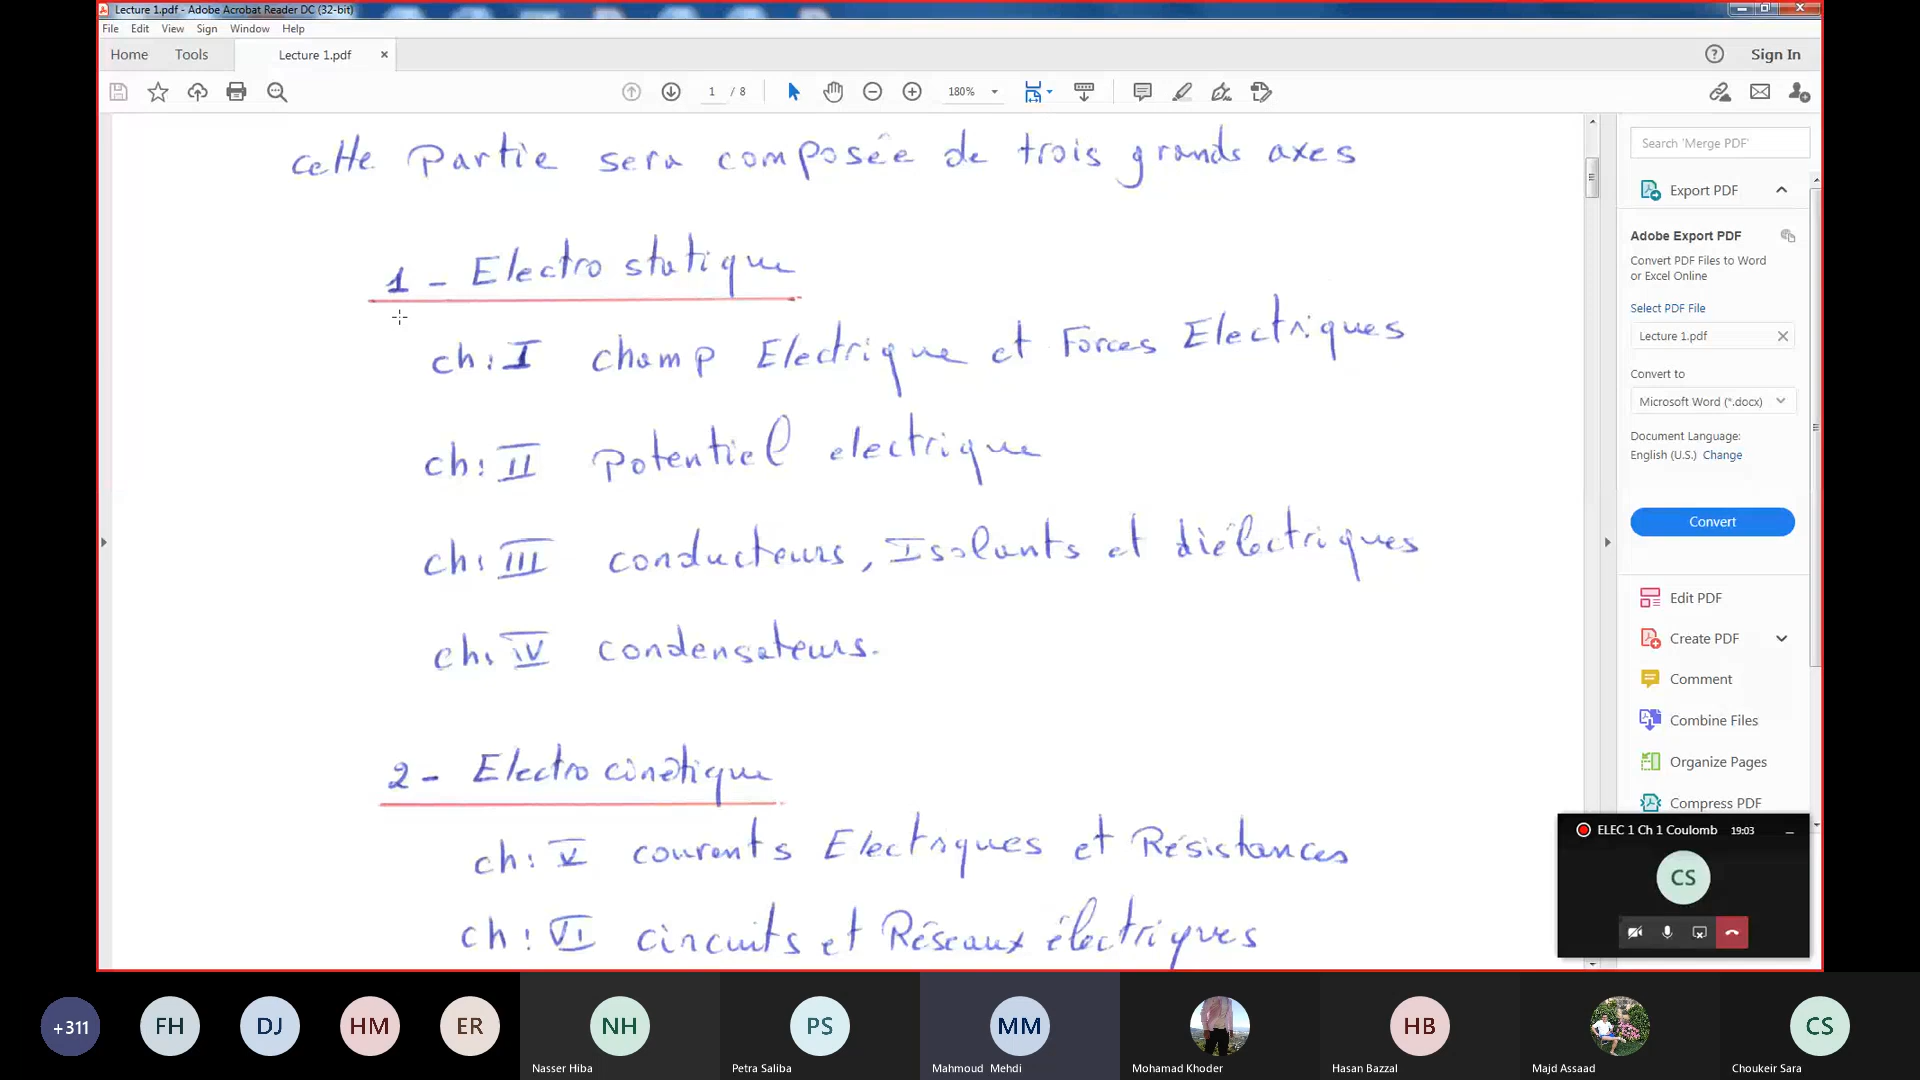 Lecture 1.pdf - Adobe Acrobat Reader DC (32-bit)
File Edit View Sign Window Help
Home Tools Lecture 1.pdf Sign In
1 / 8 180%
cette Partie sera composée de trois grands axes
1 - Electro statique
ch: I champ Electrique et Forces Electriques
ch: II potentiel electrique
ch: III conducteurs, Isolants et diélectriques
ch: IV condensateurs.
2 - Electro cinétique
ch: V courants Electriques et Résistances
ch: VI circuits et Réseaux électriques
Search 'Merge PDF'
Export PDF
Adobe Export PDF
Convert PDF Files to Word
or Excel Online
Select PDF File
Lecture 1.pdf
Convert to
Microsoft Word (*.docx)
Document Language:
English (U.S.) Change
Convert
Edit PDF
Create PDF
Comment
Combine Files
Organize Pages
Compress PDF
ELEC 1 Ch 1 Coulomb 19:03
CS
+311 FH DJ HM ER NH PS MM HB CS
Nasser Hiba Petra Saliba Mahmoud Mehdi Mohamad Khoder Hasan Bazzal Majd Assaad Choukeir Sara